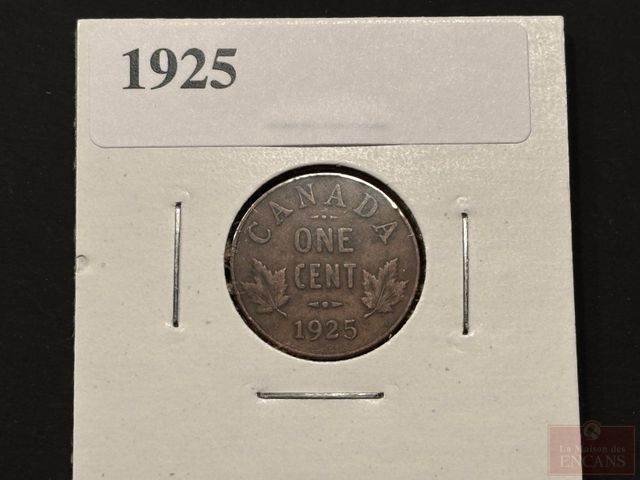 1925
CANADA
ONE
CENT
1925
La Maison des
ENCANS